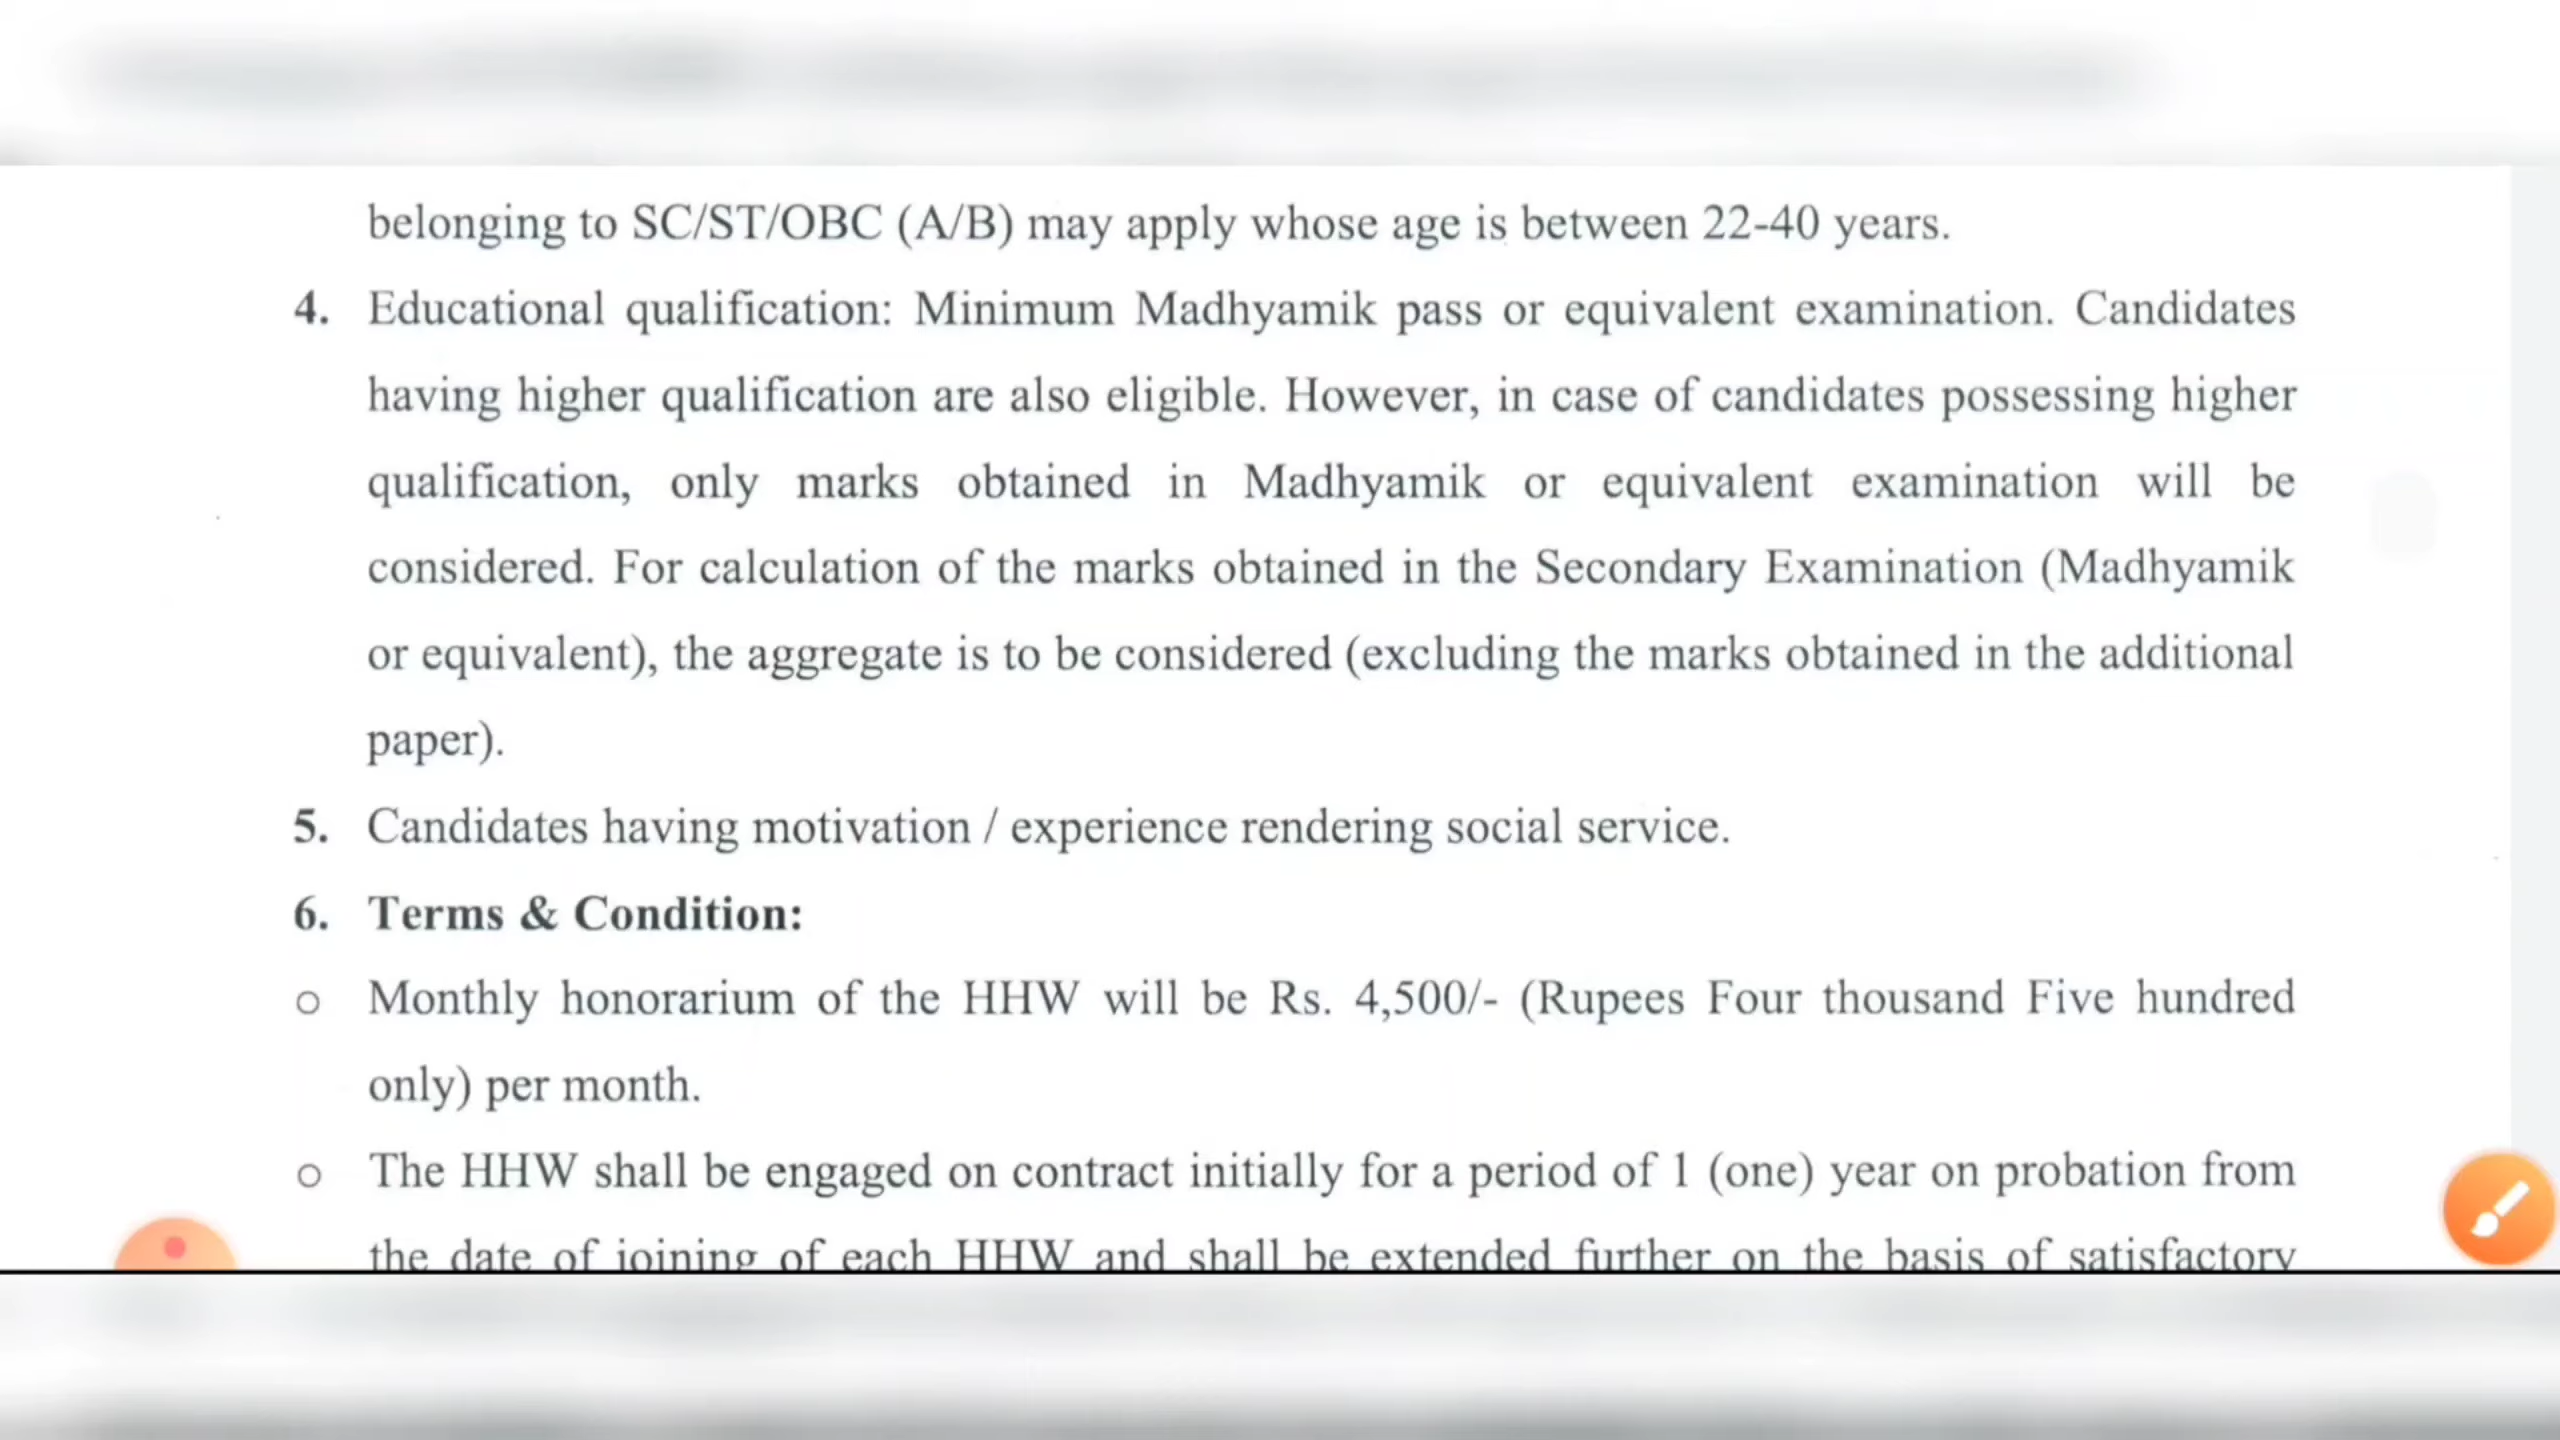 belonging to SC/ST/OBC (A/B) may apply whose age is between 22-40 years.
4. Educational qualification: Minimum Madhyamik pass or equivalent examination. Candidates
having higher qualification are also eligible. However, in case of candidates possessing higher
qualification, only marks obtained in Madhyamik or equivalent examination will be
considered. For calculation of the marks obtained in the Secondary Examination (Madhyamik
or equivalent), the aggregate is to be considered (excluding the marks obtained in the additional
paper).
5. Candidates having motivation / experience rendering social service.
6. Terms & Condition:
o Monthly honorarium of the HHW will be Rs. 4,500/- (Rupees Four thousand Five hundred
only) per month.
o The HHW shall be engaged on contract initially for a period of 1 (one) year on probation from
the date of joining of each HHW and shall be extended further on the basis of satisfactory